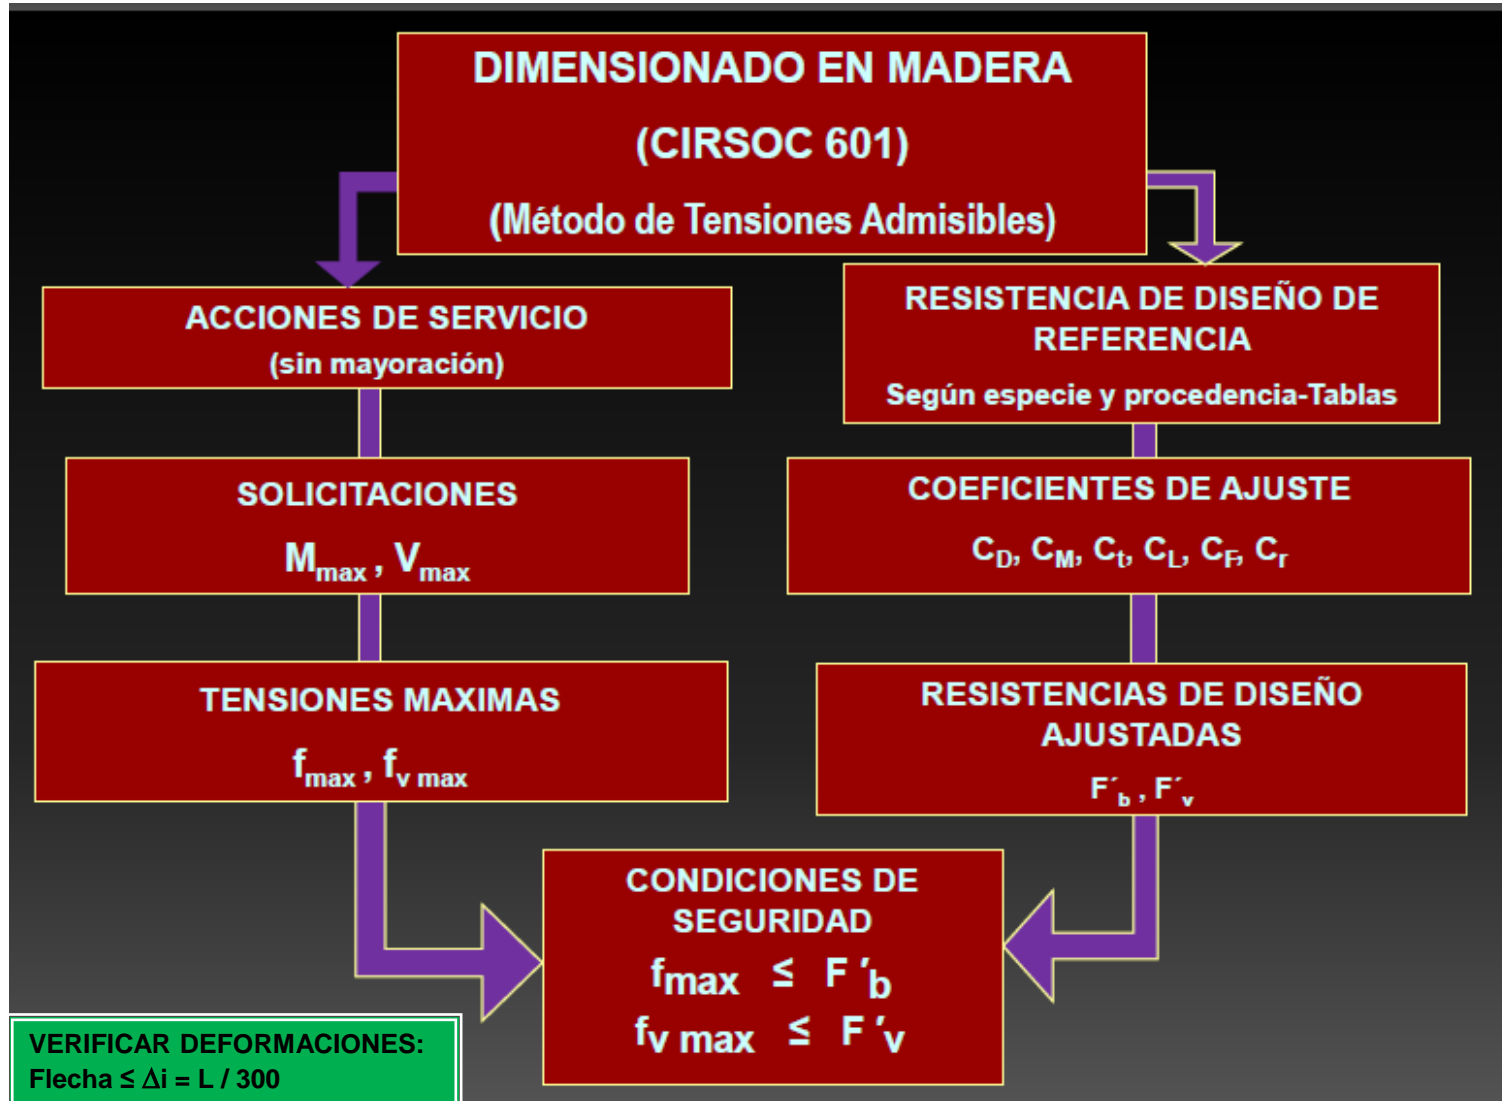 DIMENSIONADO EN MADERA
(CIRSOC 601)
(Método de Tensiones Admisibles)
ACCIONES DE SERVICIO
(sin mayoración)
SOLICITACIONES
Mmax , Vmax
TENSIONES MAXIMAS
fmax , fv max
RESISTENCIA DE DISEÑO DE
REFERENCIA
Según especie y procedencia-Tablas
COEFICIENTES DE AJUSTE
CD, CM, Ct, CL, CF, Cr
RESISTENCIAS DE DISEÑO
AJUSTADAS
F´b , F´v
CONDICIONES DE
SEGURIDAD
fmax ≤ F ′b
fv max ≤ F ′v
VERIFICAR DEFORMACIONES:
Flecha ≤ Δi = L / 300